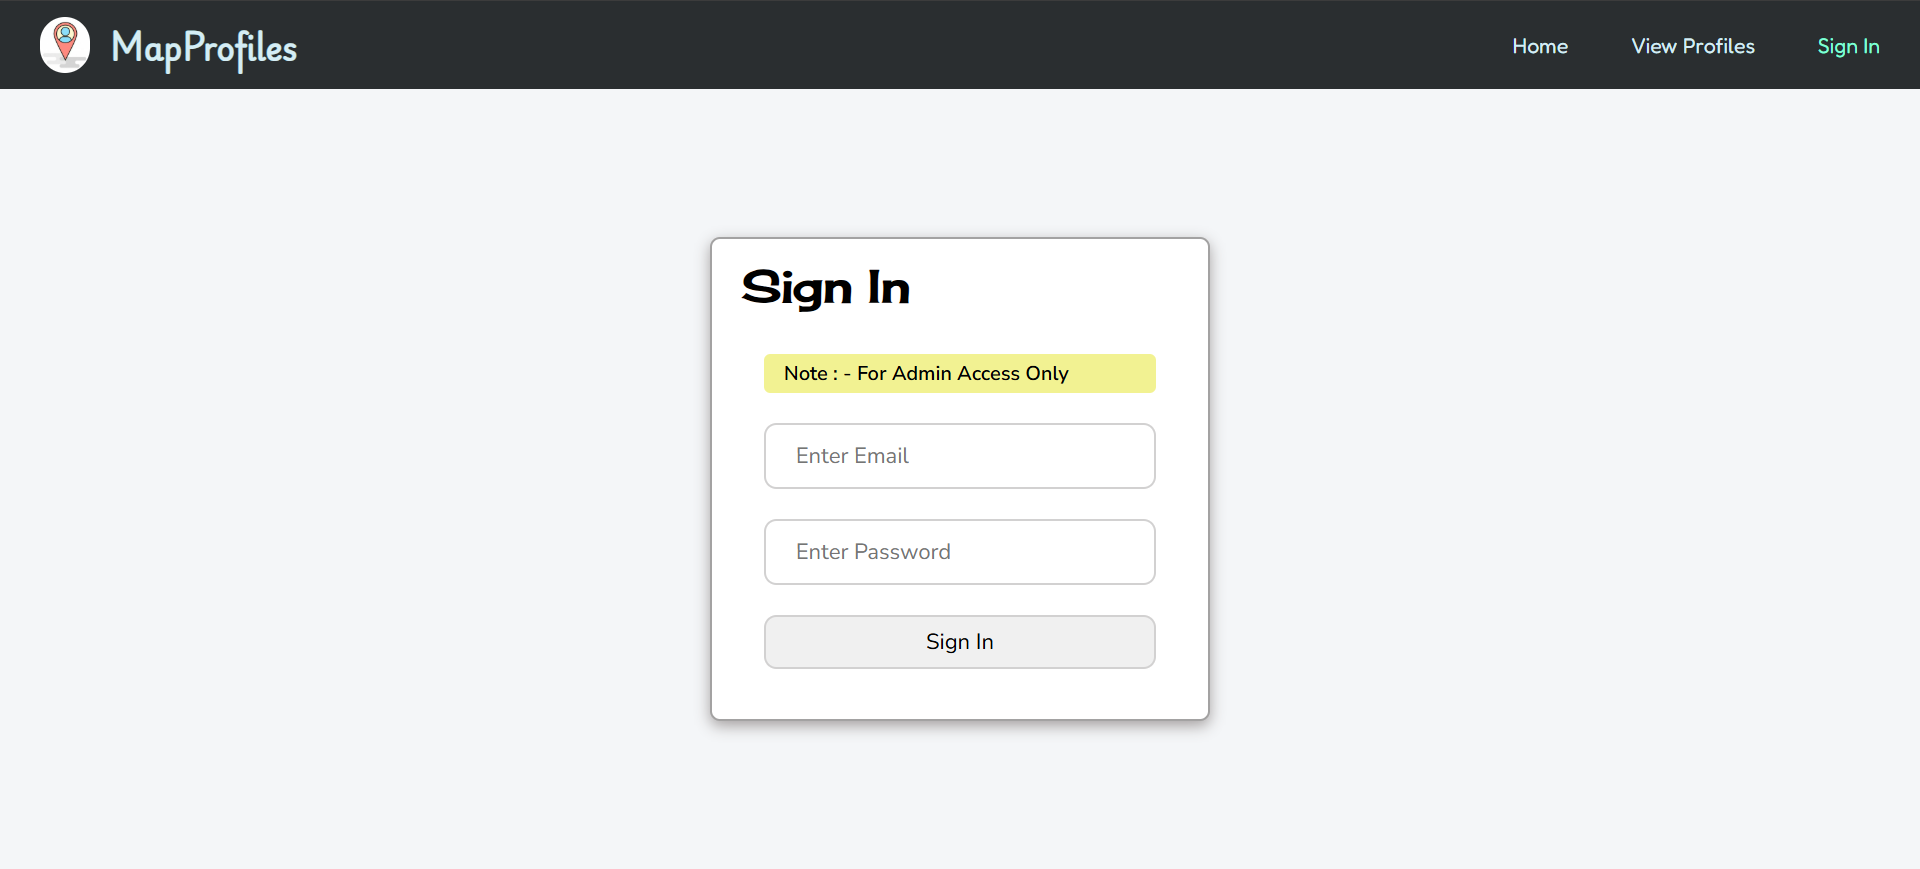 MapProfiles
Home
View Profiles
Sign In
Sign In
Note : - For Admin Access Only
Enter Email
Enter Password
Sign In